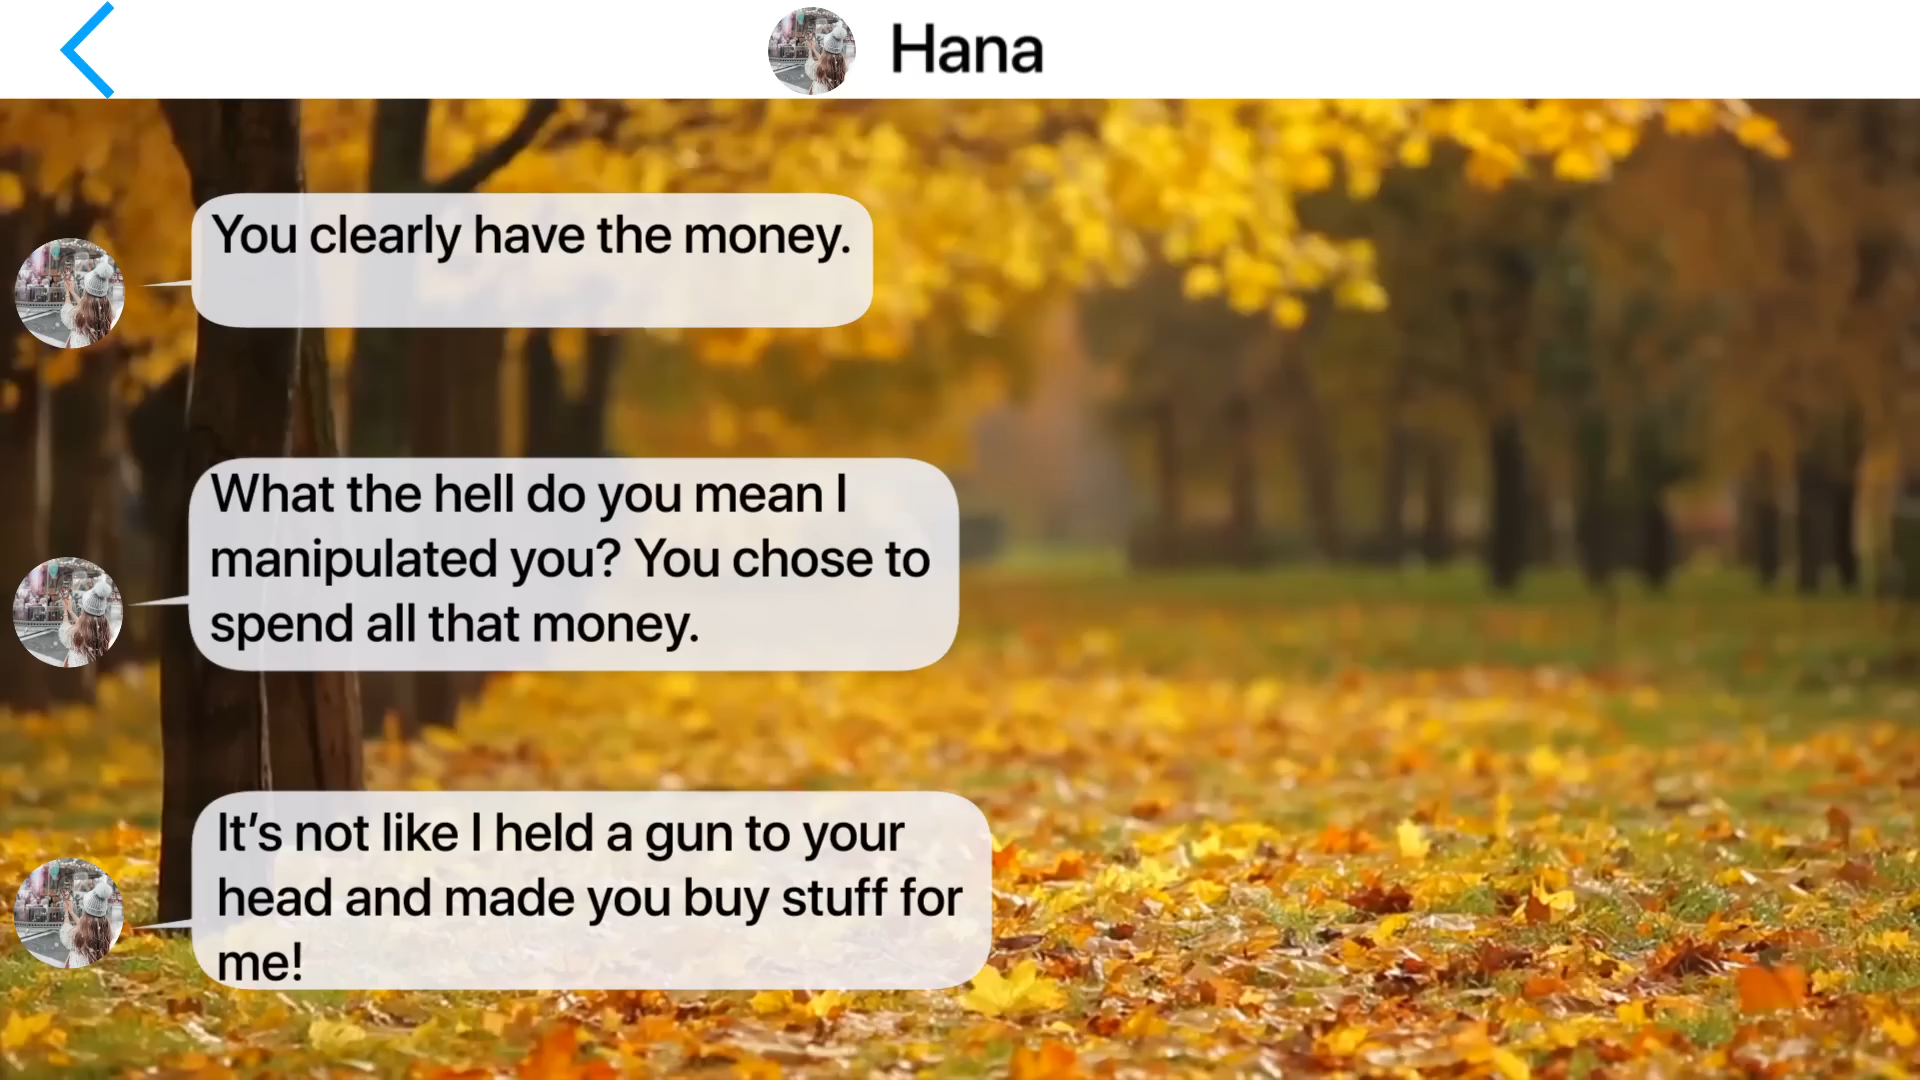 Hana
You clearly have the money.
What the hell do you mean I
manipulated you? You chose to
spend all that money.
It’s not like I held a gun to your
head and made you buy stuff for
me!